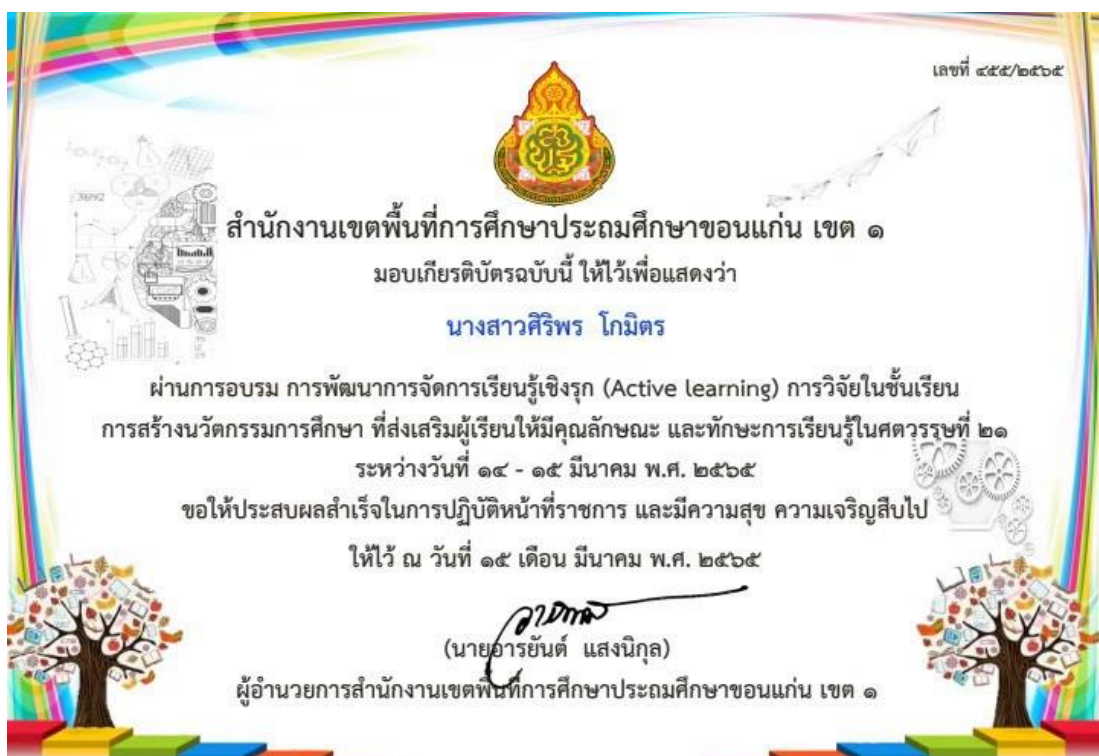 เลขที่ ๔๕๕/๒๕๖๕
3892
สำนักงานเขตพื้นที่การศึกษาประถมศึกษาขอนแก่น เขต ๑
มอบเกียรติบัตรฉบับนี้ ให้ไว้เพื่อแสดงว่า
นางสาวศิริพร โกมิตร
ผ่านการอบรม การพัฒนาการจัดการเรียนรู้เชิงรุก (Active learning) การวิจัยในชั้นเรียน
การสร้างนวัตกรรมการศึกษา ที่ส่งเสริมผู้เรียนให้มีคุณลักษณะ และทักษะการเรียนรู้ในศตวรรษที่ ๒๑
ระหว่างวันที่ ๑๔ - ๑๕ มีนาคม พ.ศ. ๒๕๖๕
ขอให้ประสบผลสำเร็จในการปฏิบัติหน้าที่ราชการ และมีความสุข ความเจริญสืบไป
ให้ไว้ ณ วันที่ ๑๕ เดือน มีนาคม พ.ศ. ๒๕๖๕
(นายอารยันต์ แสงนิกุล)
ผู้อำนวยการสำนักงานเขตพื้นที่การศึกษาประถมศึกษาขอนแก่น เขต ๑